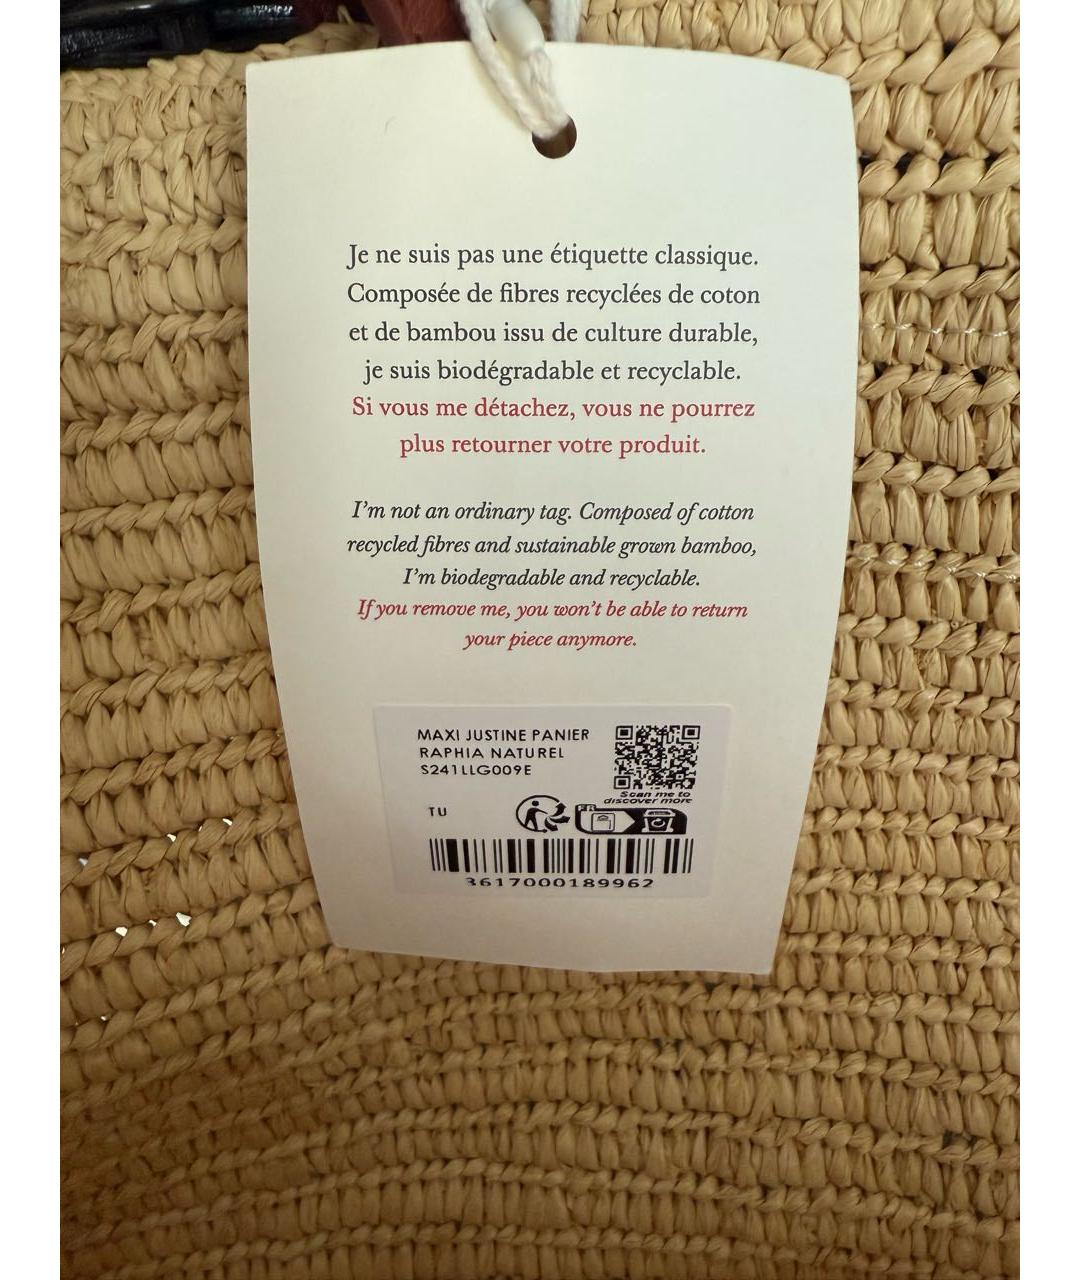 Je ne suis pas une étiquette classique.
Composée de fibres recyclées de coton
et de bambou issu de culture durable,
je suis biodégradable et recyclable.
Si vous me détachez, vous ne pourrez
plus retourner votre produit.
I'm not an ordinary tag. Composed of cotton
recycled fibres and sustainable grown bamboo,
I'm biodegradable and recyclable.
If you remove me, you won't be able to return
your piece anymore.
MAXI JUSTINE PANIER
RAPHIA NATUREL
S241LLG009E
Scan me to
discover more
TU
FR
3617000189962